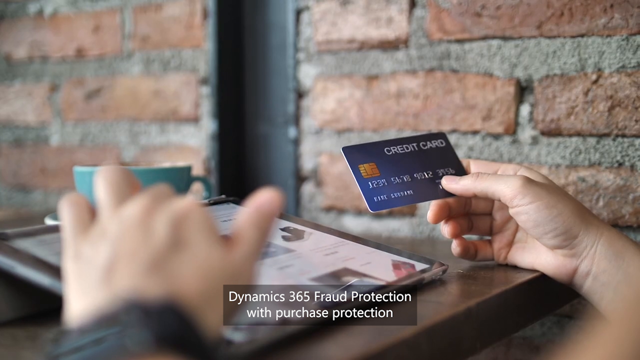 CREDIT CARD
Dynamics 365 Fraud Protection
with purchase protection